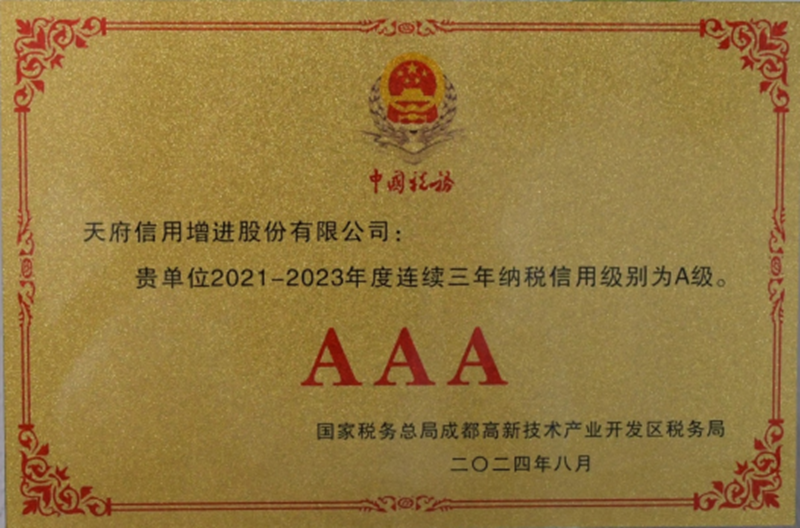 中国税务
天府信用增进股份有限公司：
贵单位2021-2023年度连续三年纳税信用级别为A级。
AAA
国家税务总局成都高新技术产业开发区税务局
二〇二四年八月